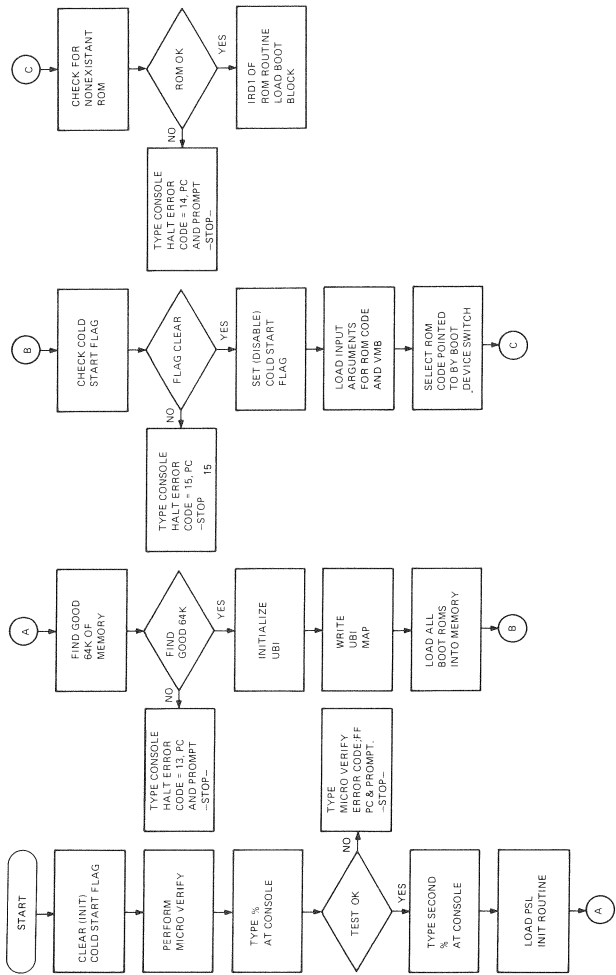 START
CLEAR (INIT)
COLD START FLAG
PERFORM
MICRO VERIFY
TYPE %
AT CONSOLE
TEST OK
NO
TYPE
MICRO VERIFY
ERROR CODE;FF
PC & PROMPT.
–STOP–
YES
TYPE SECOND
% 
AT CONSOLE
LOAD PSL
INIT ROUTINE
A
A
FIND GOOD
64K OF
MEMORY
FIND
GOOD 64K
NO
TYPE CONSOLE
HALT ERROR
CODE = 13, PC
AND PROMPT
–STOP–
YES
INITIALIZE
UBI
WRITE
UBI
MAP
LOAD ALL
BOOT ROMS
INTO MEMORY
B
B
CHECK COLD
START FLAG
FLAG CLEAR
NO
TYPE CONSOLE
HALT ERROR
CODE = 15, PC
–STOP 15
YES
SET (DISABLE)
COLD START
FLAG
LOAD INPUT
ARGUMENTS
FOR ROM CODE
AND VMB
SELECT ROM
CODE POINTED
TO BY BOOT
DEVICE SWITCH
C
C
CHECK FOR
NONEXISTANT
ROM
ROM OK
NO
TYPE CONSOLE
HALT ERROR
CODE = 14, PC
AND PROMPT
–STOP–
YES
IRD1 OF
ROM ROUTINE
LOAD BOOT
BLOCK